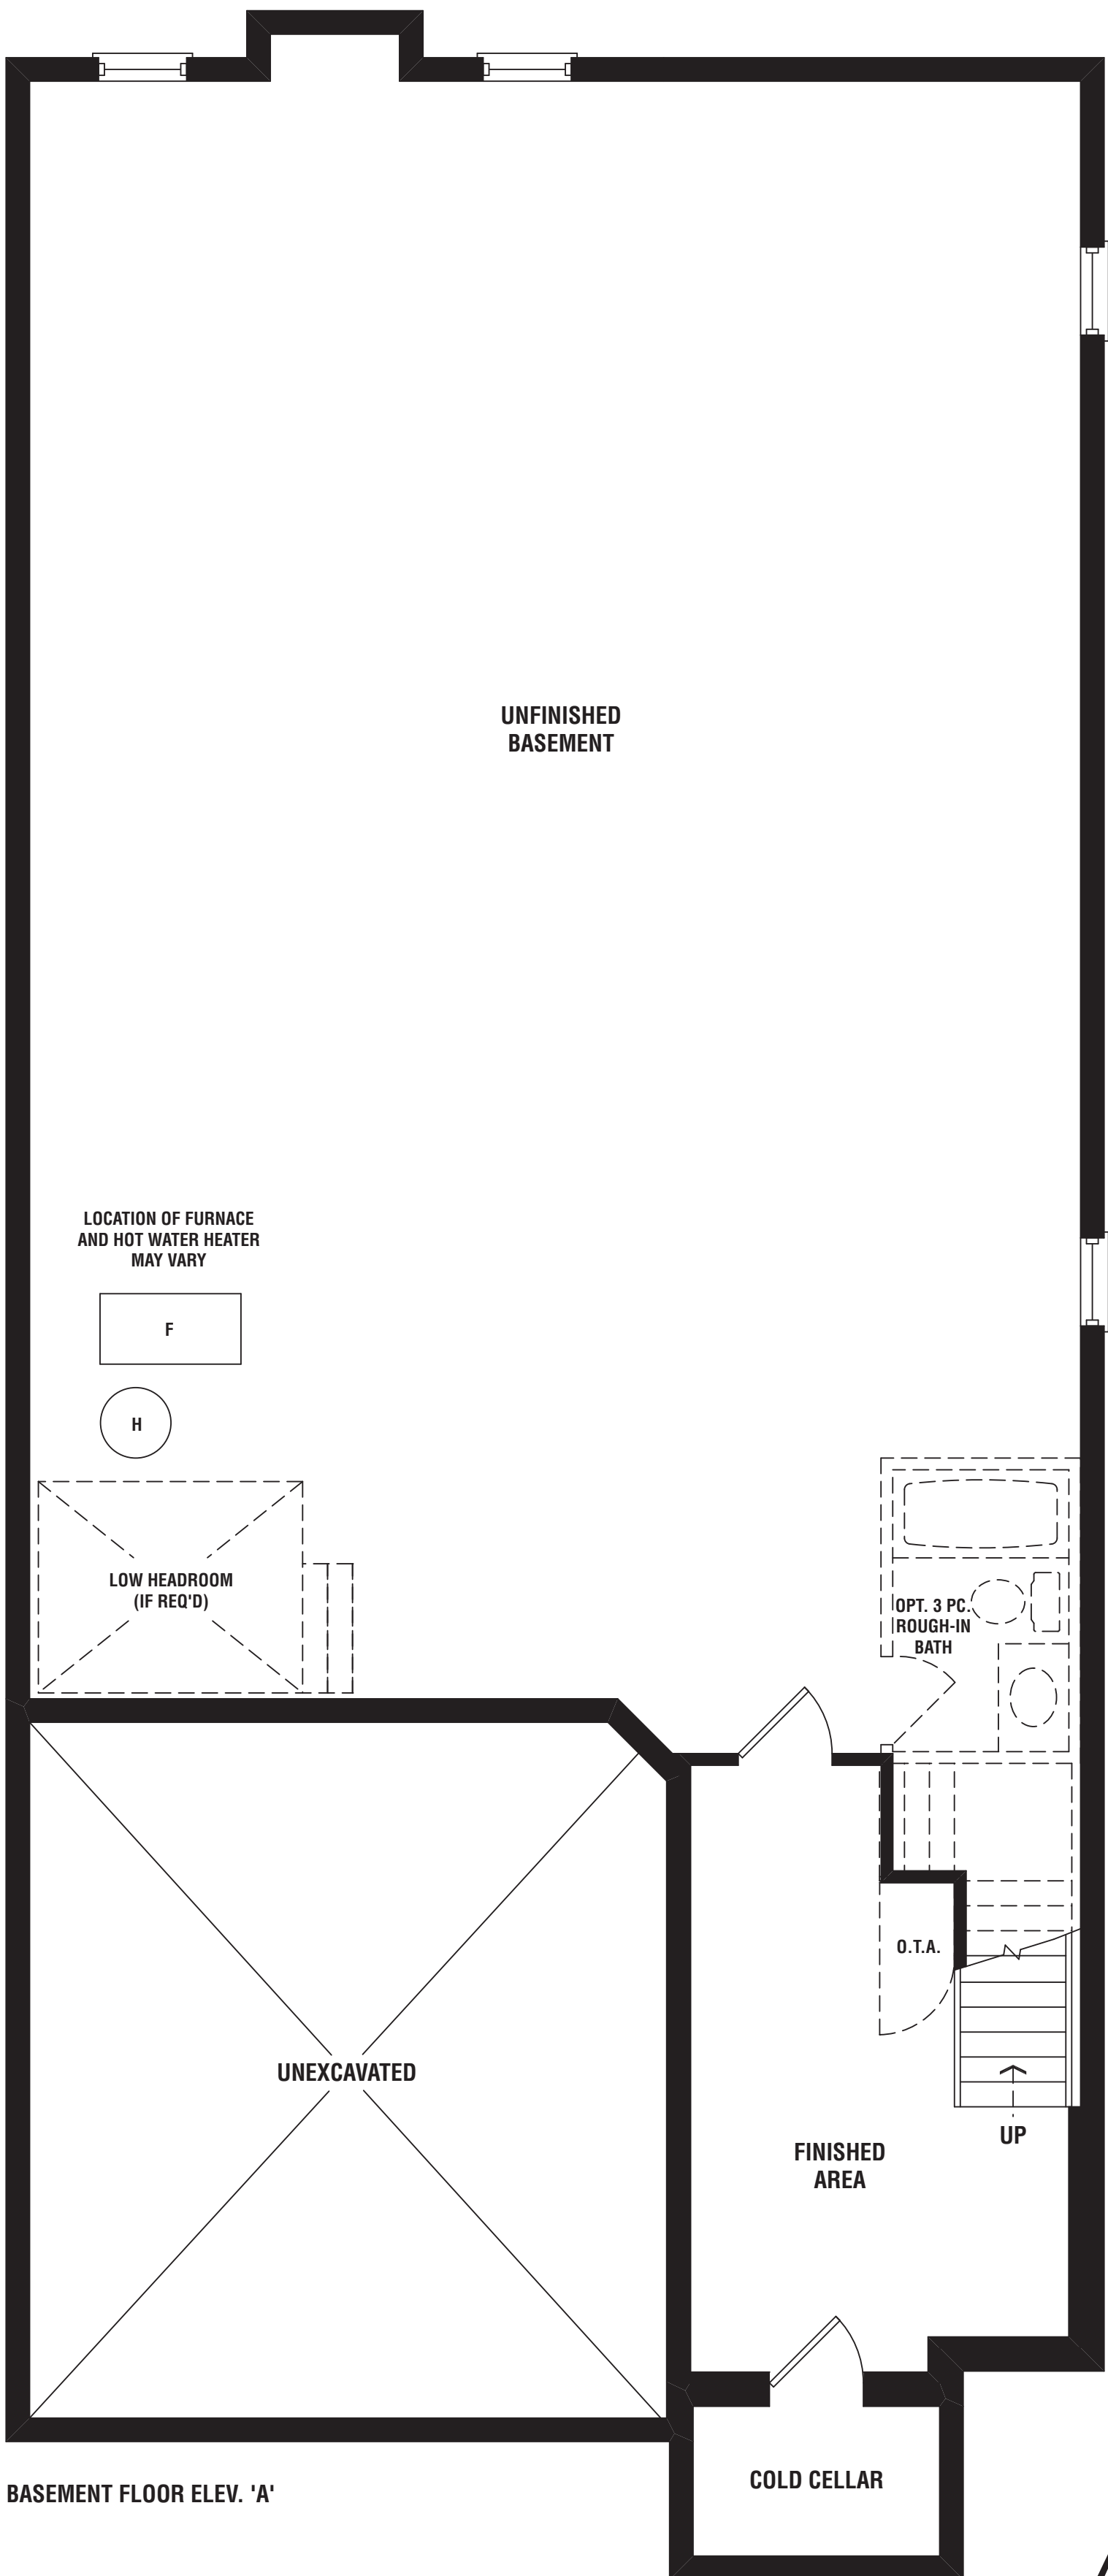 UNFINISHED
BASEMENT
LOCATION OF FURNACE
AND HOT WATER HEATER
MAY VARY
F
H
LOW HEADROOM
(IF REQ'D)
OPT. 3 PC.
ROUGH-IN
BATH
O.T.A.
UNEXCAVATED
UP
FINISHED
AREA
COLD CELLAR
BASEMENT FLOOR ELEV. 'A'